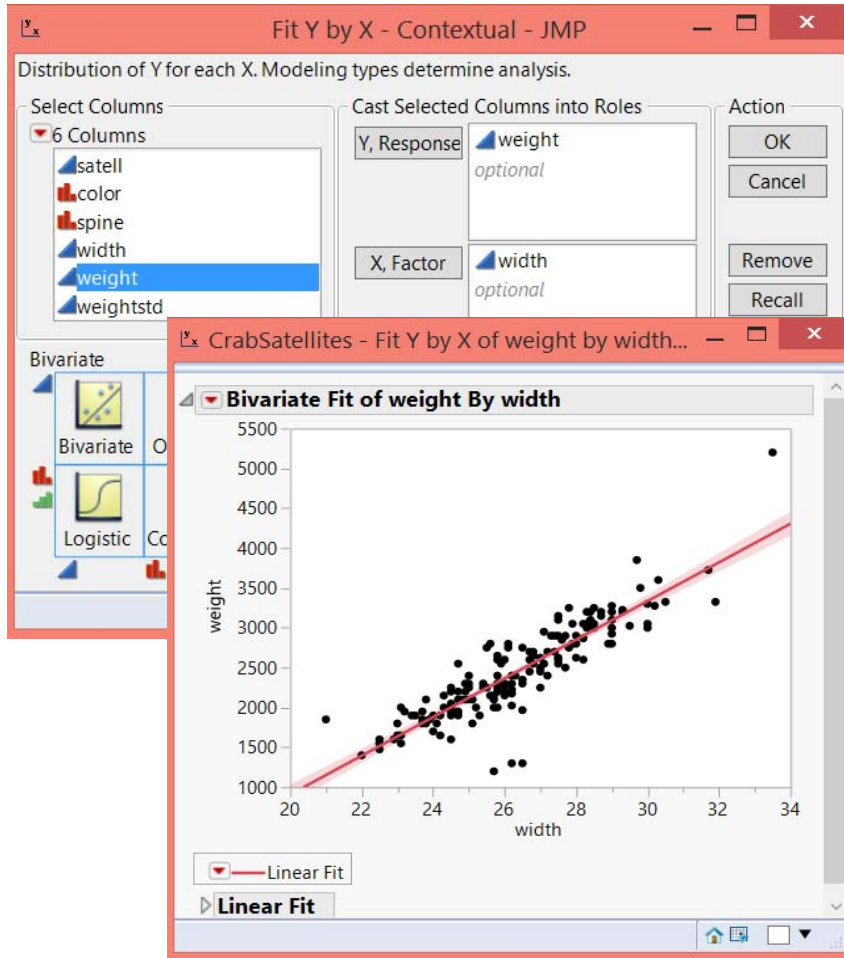 Fit Y by X - Contextual - JMP
Distribution of Y for each X. Modeling types determine analysis.
Select Columns
6 Columns
satell
color
spine
width
weight
weightstd
Cast Selected Columns into Roles
Y, Response
weight
optional
X, Factor
width
optional
Action
OK
Cancel
Remove
Recall
Bivariate
Bivariate
O
Logistic
Co
CrabSatellites - Fit Y by X of weight by width...
Bivariate Fit of weight By width
5500
5000
4500
4000
3500
3000
2500
2000
1500
1000
weight
20 22 24 26 28 30 32 34
width
Linear Fit
Linear Fit